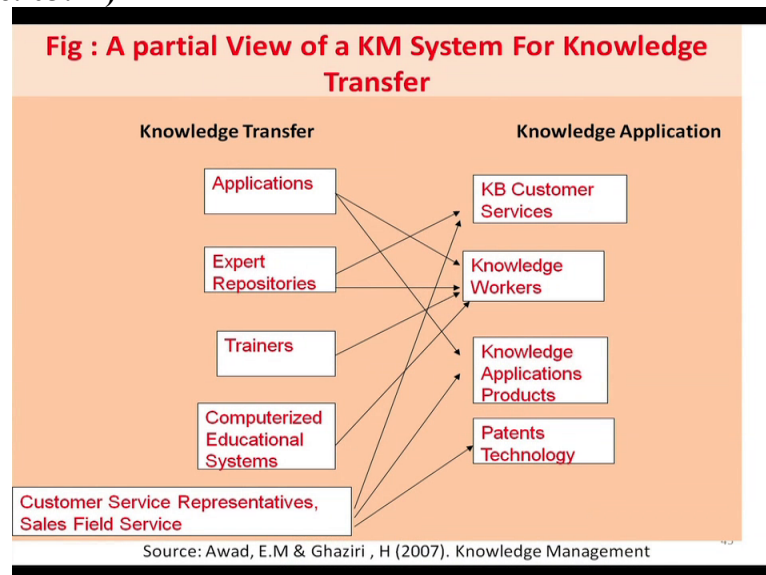 Fig : A partial View of a KM System For Knowledge
Transfer
Knowledge Transfer
Knowledge Application
Applications
KB Customer
Services
Expert
Repositories
Knowledge
Workers
Trainers
Knowledge
Applications
Products
Computerized
Educational
Systems
Patents
Technology
Customer Service Representatives,
Sales Field Service
Source: Awad, E.M & Ghaziri , H (2007). Knowledge Management